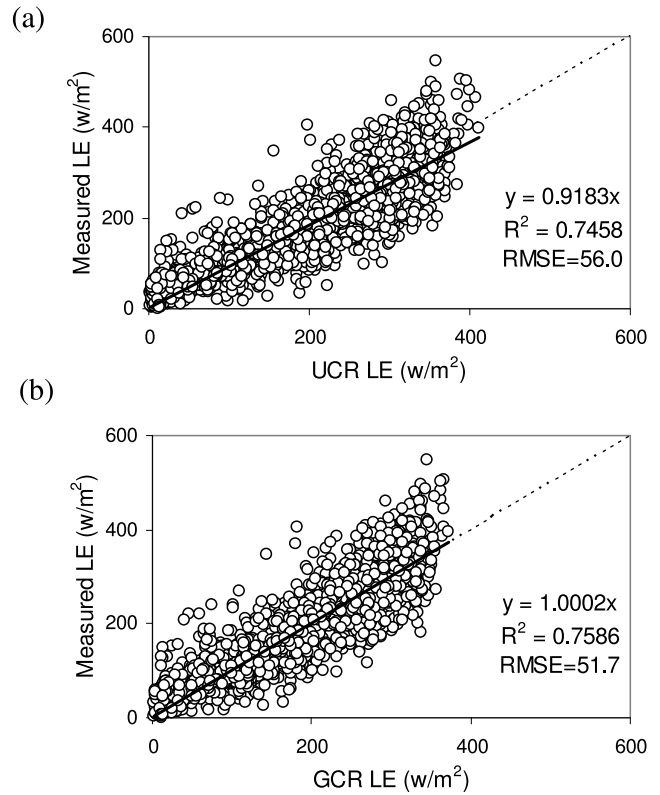 (a)
600
400
200
0
Measured LE (w/m²)
y = 0.9183x
R² = 0.7458
RMSE=56.0
0 200 400 600
UCR LE (w/m²)
(b)
600
400
200
0
Measured LE (w/m²)
y = 1.0002x
R² = 0.7586
RMSE=51.7
0 200 400 600
GCR LE (w/m²)